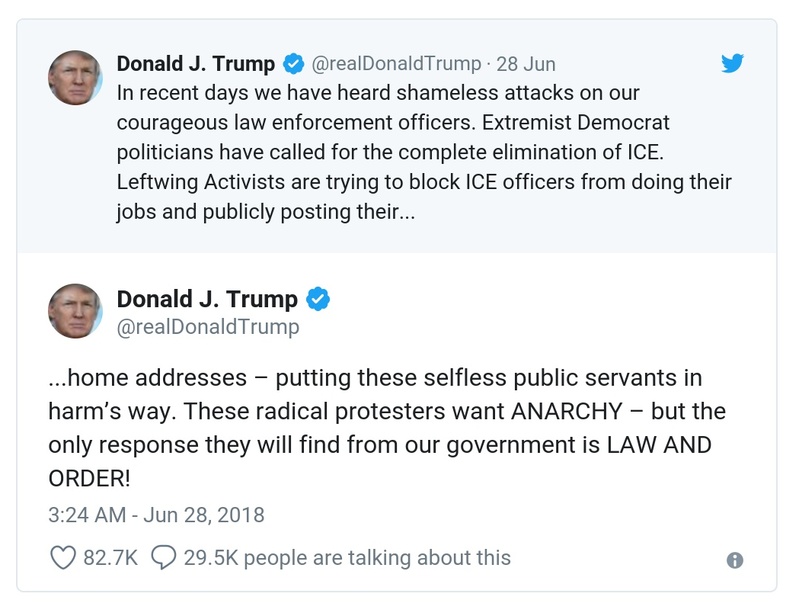 Donald J. Trump @realDonaldTrump · 28 Jun
In recent days we have heard shameless attacks on our
courageous law enforcement officers. Extremist Democrat
politicians have called for the complete elimination of ICE.
Leftwing Activists are trying to block ICE officers from doing their
jobs and publicly posting their...
Donald J. Trump
@realDonaldTrump
...home addresses – putting these selfless public servants in
harm’s way. These radical protesters want ANARCHY – but the
only response they will find from our government is LAW AND
ORDER!
3:24 AM - Jun 28, 2018
82.7K 29.5K people are talking about this